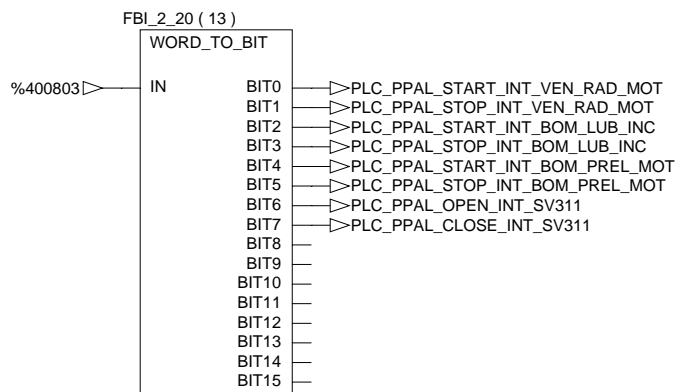 FBI_2_20 ( 13 )
WORD_TO_BIT
%400803 IN BIT0 PLC_PPAL_START_INT_VEN_RAD_MOT
BIT1 PLC_PPAL_STOP_INT_VEN_RAD_MOT
BIT2 PLC_PPAL_START_INT_BOM_LUB_INC
BIT3 PLC_PPAL_STOP_INT_BOM_LUB_INC
BIT4 PLC_PPAL_START_INT_BOM_PREL_MOT
BIT5 PLC_PPAL_STOP_INT_BOM_PREL_MOT
BIT6 PLC_PPAL_OPEN_INT_SV311
BIT7 PLC_PPAL_CLOSE_INT_SV311
BIT8
BIT9
BIT10
BIT11
BIT12
BIT13
BIT14
BIT15